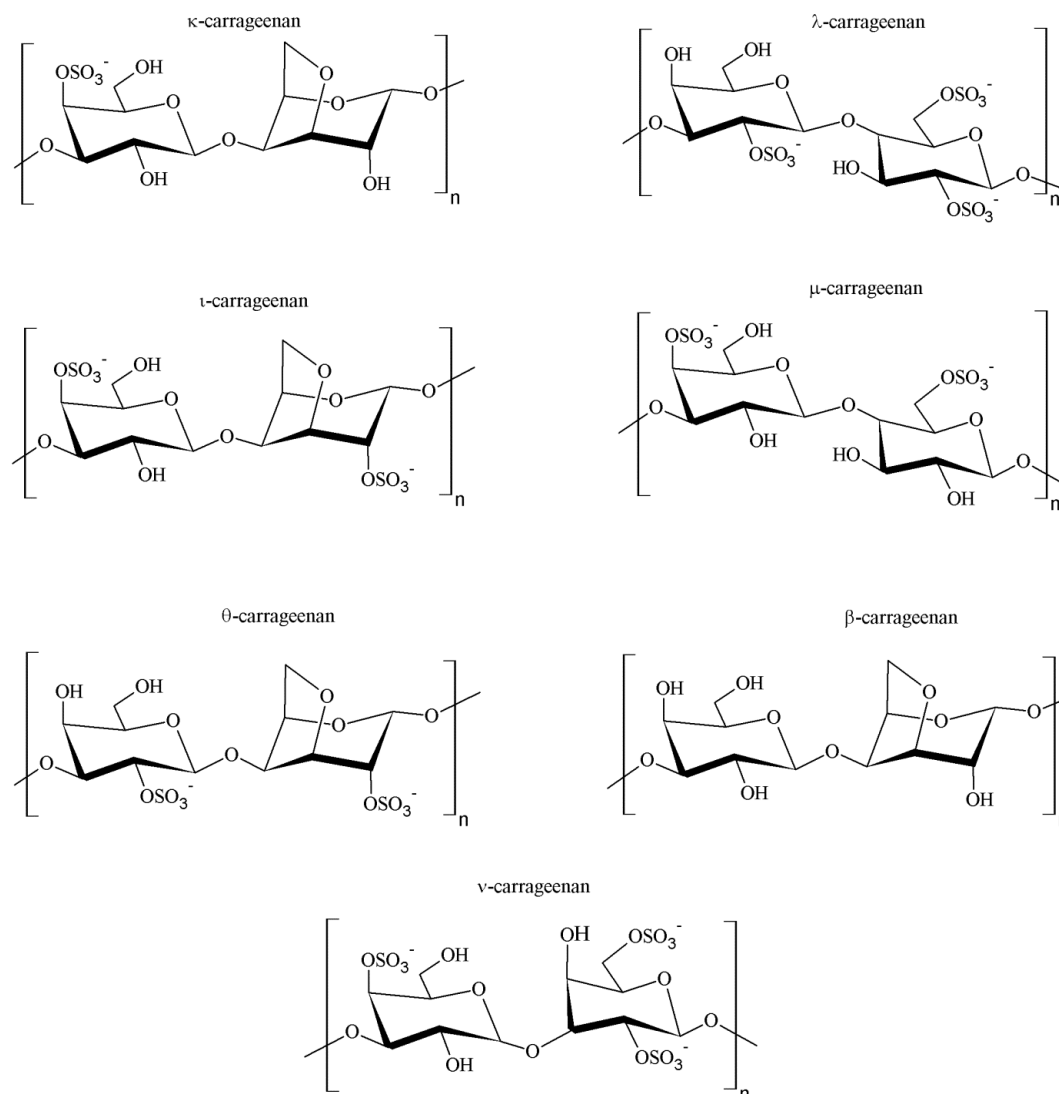 κ-carrageenan
OSO3-
OH
O
O
O
O
O
O
OH
OH
n
λ-carrageenan
OH
OH
O
O
OSO3-
O
OSO3-
O
HO
O
OSO3-
n
ι-carrageenan
OSO3-
OH
O
O
O
O
O
O
OH
OSO3-
n
μ-carrageenan
OSO3-
OH
O
O
OH
O
OSO3-
O
HO
OH
O
n
θ-carrageenan
OH
OH
O
O
O
O
O
O
OSO3-
OSO3-
n
β-carrageenan
OH
OH
O
O
O
O
O
O
OH
OH
ν-carrageenan
OSO3-
OH
O
O
OH
O
OH
OSO3-
O
OSO3-
O
n